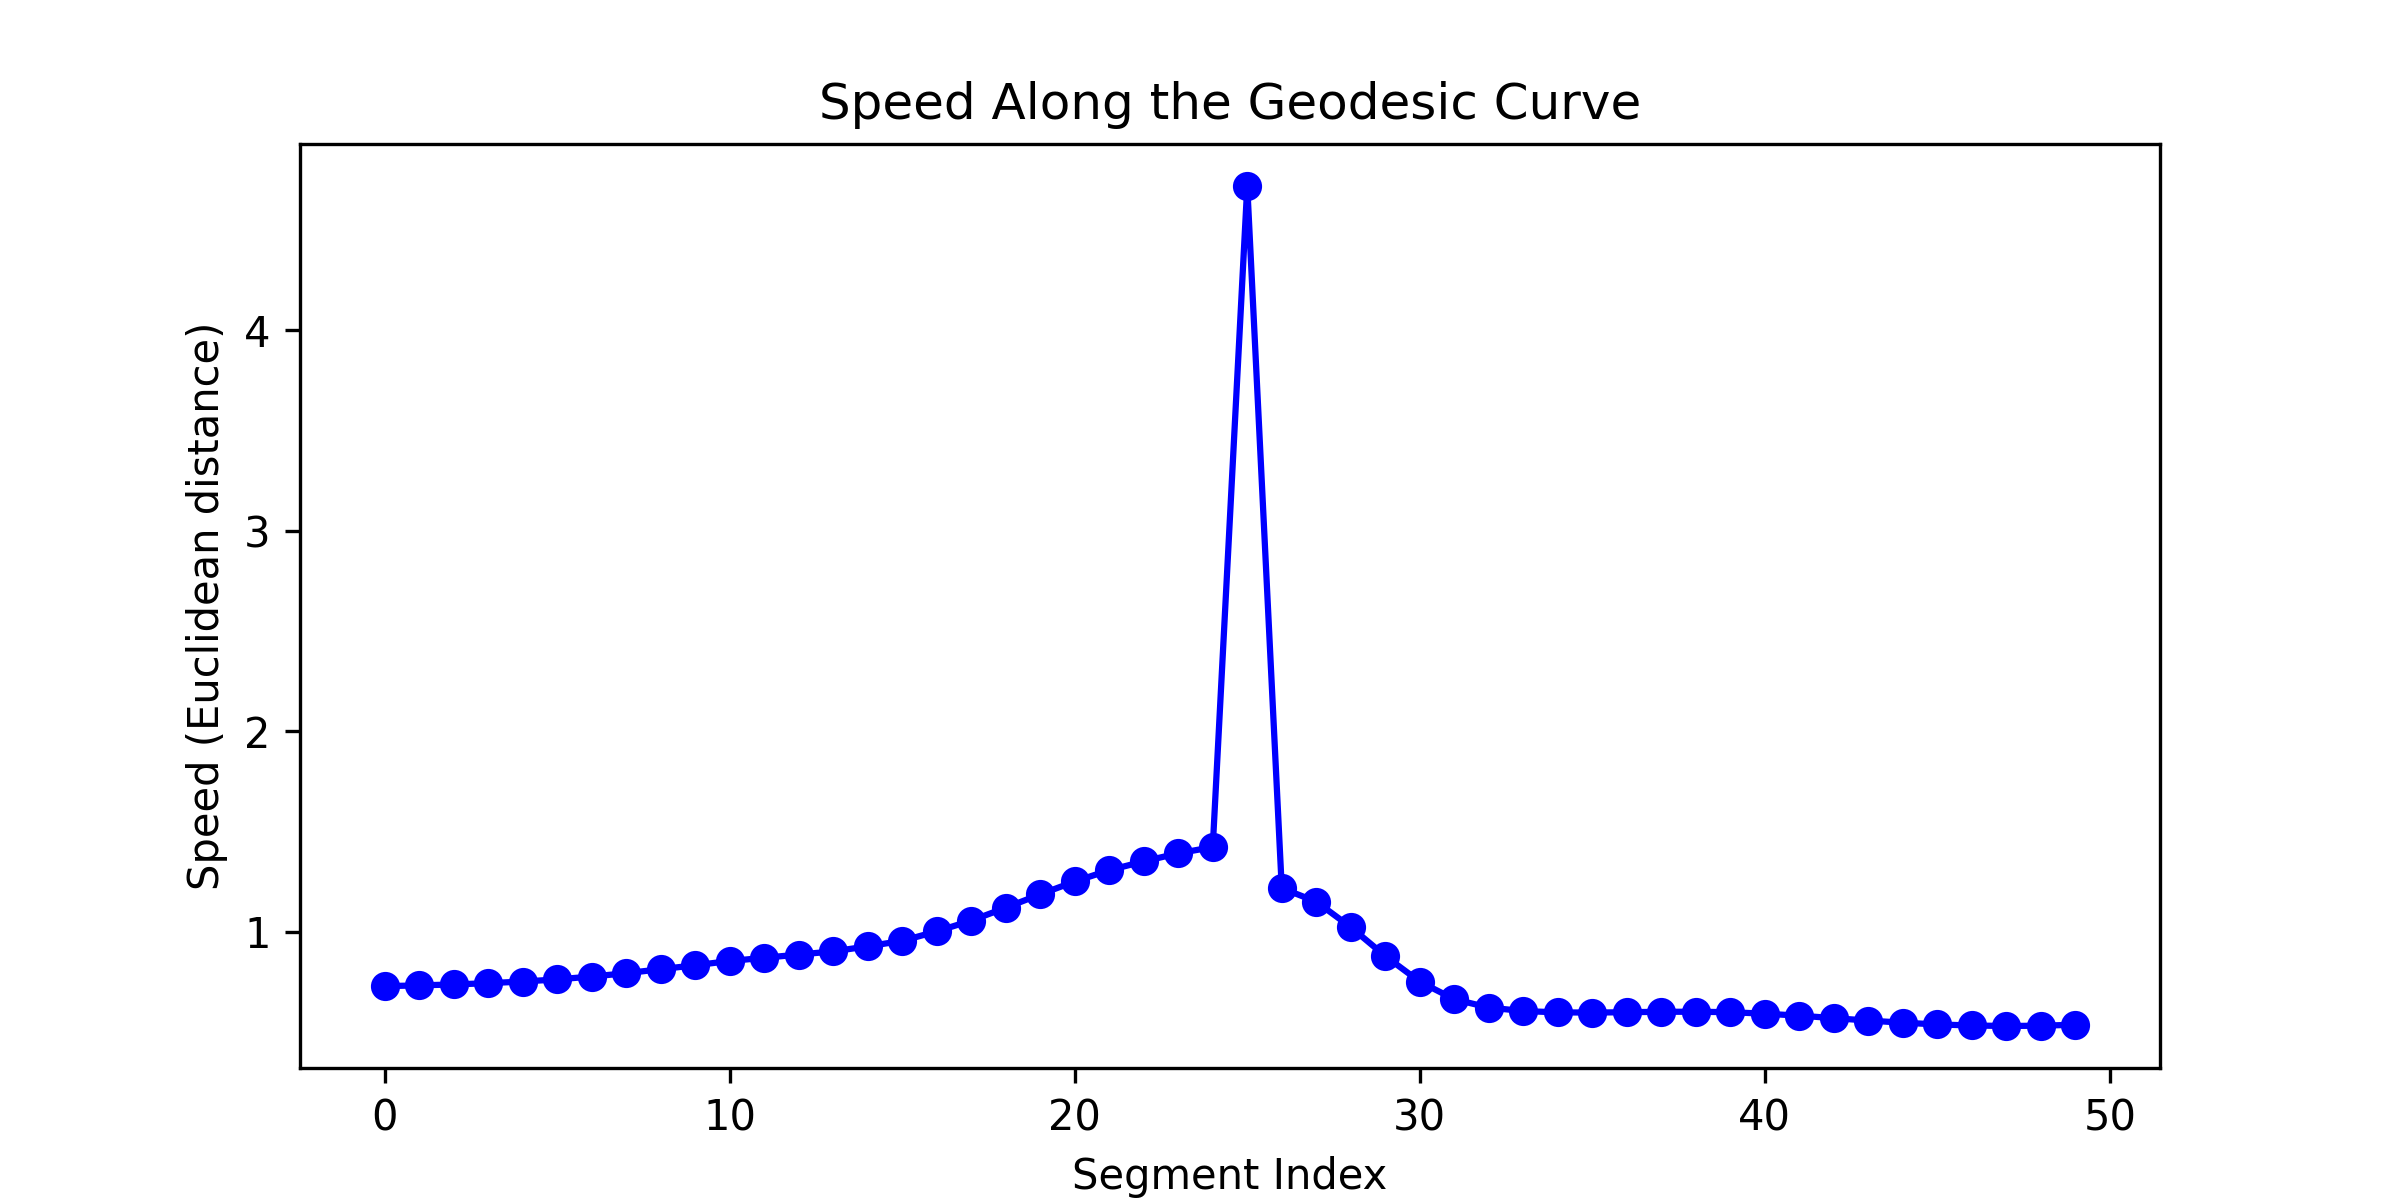 Speed Along the Geodesic Curve
Speed (Euclidean distance)
4
3
2
1
0 10 20 30 40 50
Segment Index